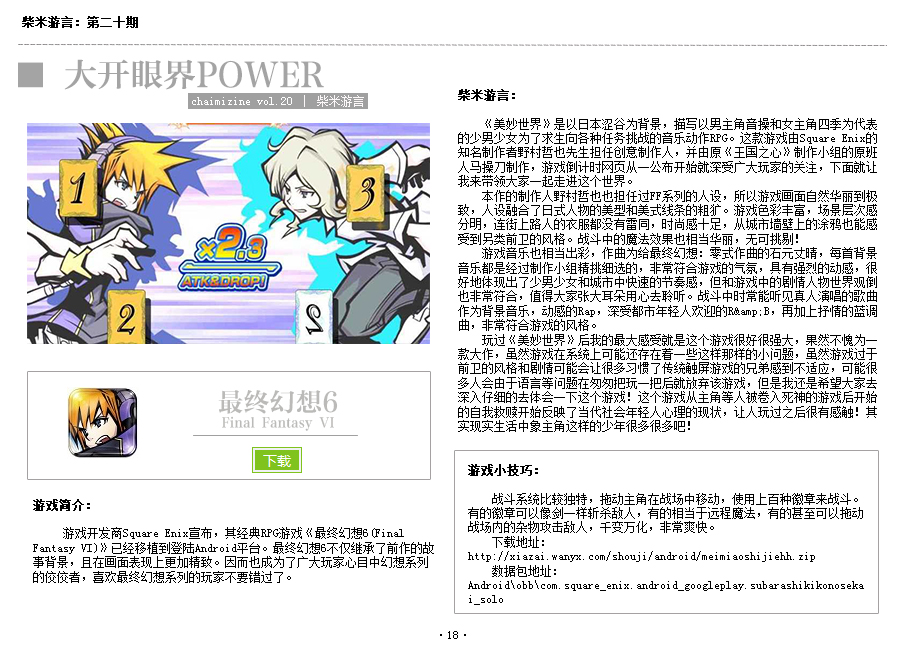 柴米游言：第二十期
大开眼界POWER
chaimizine vol.20 | 柴米游言
1
3
×2.3
ATK&DROP!
2
2
最终幻想6
Final Fantasy VI
下载
游戏简介：
游戏开发商Square Enix宣布，其经典RPG游戏《最终幻想6(Final
Fantasy VI)》已经移植到登陆Android平台。最终幻想6不仅继承了前作的故
事背景，且在画面表现上更加精致。因而也成为了广大玩家心目中幻想系列
的佼佼者，喜欢最终幻想系列的玩家不要错过了。
柴米游言：
《美妙世界》是以日本涩谷为背景，描写以男主角音操和女主角四季为代表
的少男少女为了求生向各种任务挑战的音乐动作RPG。这款游戏由Square Enix的
知名制作者野村哲也先生担任创意制作人，并由原《王国之心》制作小组的原班
人马操刀制作，游戏倒计时网页从一公布开始就深受广大玩家的关注，下面就让
我来带领大家一起走进这个世界。
本作的制作人野村哲也也担任过FF系列的人设，所以游戏画面自然华丽到极
致，人设融合了日式人物的美型和美式线条的粗犷。游戏色彩丰富，场景层次感
分明，连街上路人的衣服都没有雷同，时尚感十足，从城市墙壁上的涂鸦也能感
受到另类前卫的风格。战斗中的魔法效果也相当华丽，无可挑剔！
游戏音乐也相当出彩，作曲为给最终幻想：零式作曲的石元丈晴，每首背景
音乐都是经过制作小组精挑细选的，非常符合游戏的气氛，具有强烈的动感，很
好地体现出了少男少女和城市中快速的节奏感，但和游戏中的剧情人物世界观倒
也非常符合，值得大家张大耳朵用心去聆听。战斗中时常能听见真人演唱的歌曲
作为背景音乐，动感的Rap，深受都市年轻人欢迎的R&amp;B，再加上抒情的蓝调
曲，非常符合游戏的风格。
玩过《美妙世界》后我的最大感受就是这个游戏很好很强大，果然不愧为一
款大作，虽然游戏在系统上可能还存在着一些这样那样的小问题，虽然游戏过于
前卫的风格和剧情可能会让很多习惯了传统触屏游戏的兄弟感到不适应，可能很
多人会由于语言等问题在匆匆把玩一把后就放弃该游戏，但是我还是希望大家去
深入仔细的去体会一下这个游戏！这个游戏从主角等人被卷入死神的游戏后开始
的自我救赎开始反映了当代社会年轻人心理的现状，让人玩过之后很有感触！其
实现实生活中象主角这样的少年很多很多吧！
游戏小技巧：
战斗系统比较独特，拖动主角在战场中移动，使用上百种徽章来战斗。
有的徽章可以像剑一样斩杀敌人，有的相当于远程魔法，有的甚至可以拖动
战场内的杂物攻击敌人，千变万化，非常爽快。
下载地址：
http://xiazai.wanyx.com/shouji/android/meimiaoshijiehh.zip
数据包地址：
Android\obb\com.square_enix.android_googleplay.subarashikikonoseka
i_solo
·18·